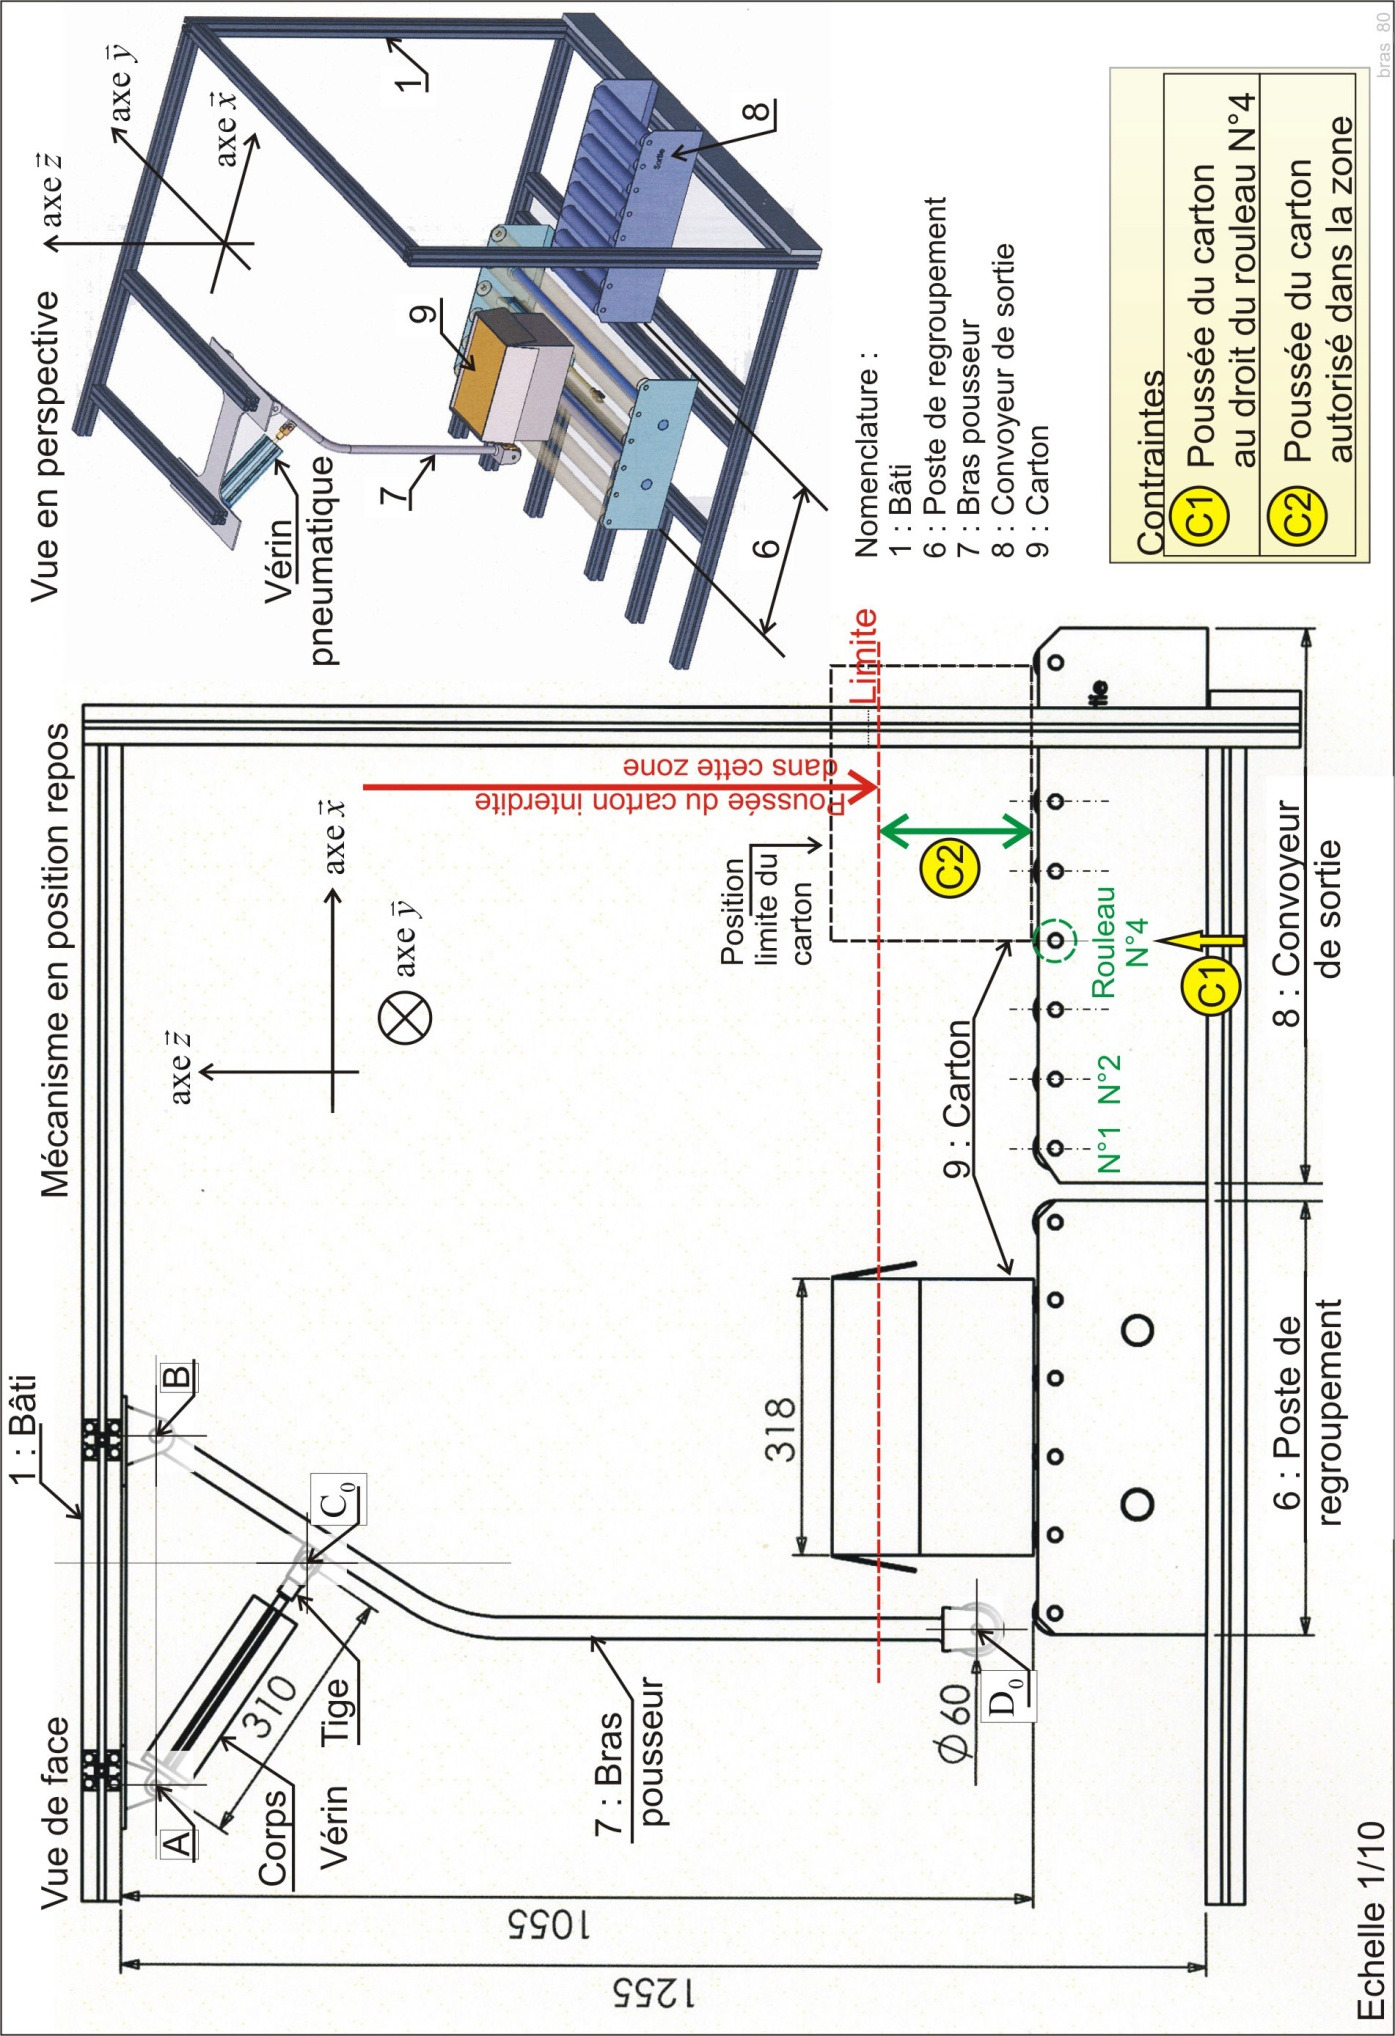 Vue de face
Mécanisme en position repos
Vue en perspective
1 : Bâti
axe z
axe x
axe y
A
B
C0
310
Corps
Tige
Vérin
7 : Bras
pousseur
D0
Ø 60
318
1055
1255
Position
limite du
carton
Poussée du carton interdite
dans cette zone
Limite
C2
9 : Carton
N°1
N°2
Rouleau
N°4
C1
6 : Poste de
regroupement
8 : Convoyeur
de sortie
Echelle 1/10
axe z
axe y
axe x
1
9
8
Sortie
Vérin
pneumatique
7
6
Nomenclature :
1 : Bâti
6 : Poste de regroupement
7 : Bras pousseur
8 : Convoyeur de sortie
9 : Carton
Contraintes
C1 Poussée du carton
au droit du rouleau N°4
C2 Poussée du carton
autorisé dans la zone
bras 80